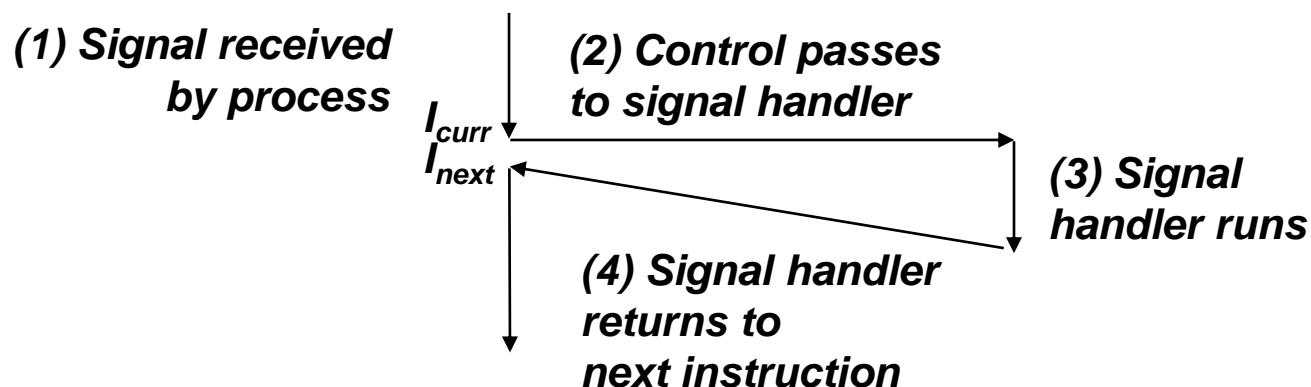 (1) Signal received
by process
(2) Control passes
to signal handler
I_curr
I_next
(3) Signal
handler runs
(4) Signal handler
returns to
next instruction